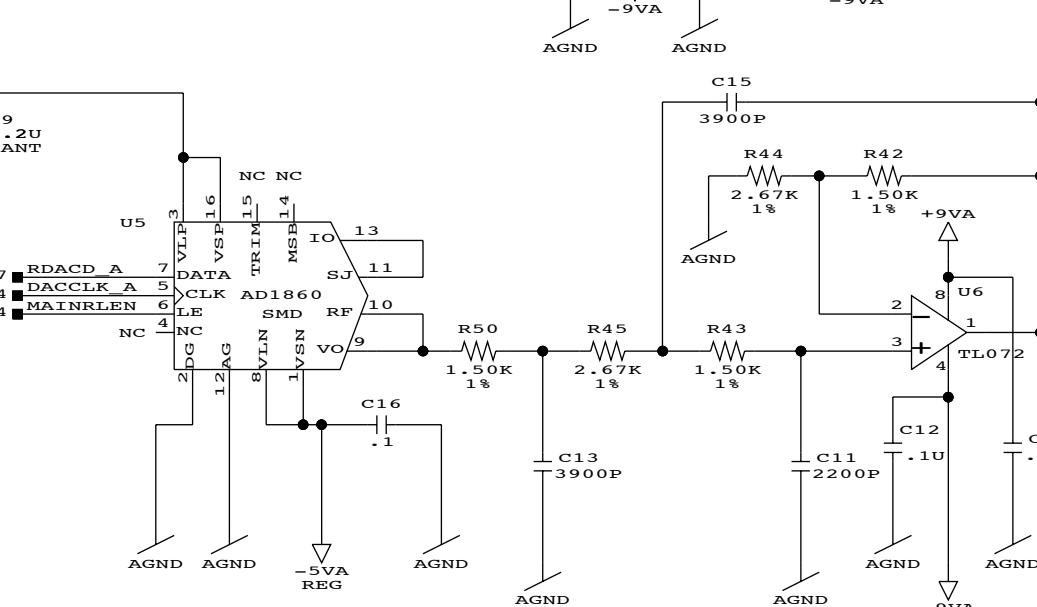 -9VA
-9VA
AGND
AGND
C15
3900P
9
.2U
ANT
R44
2.67K
1%
R42
1.50K
1%
NC NC
3
16
15
14
U5
VLP
VSP
TRIM
MSB
IO
13
+9VA
AGND
7
RDACD_A
7
DATA
SJ
11
4
DACCLK_A
5
CLK
AD1860
SMD
4
MAINRLEN
6
LE
RF
10
NC
4
NC
VO
9
DG
AG
VLN
VSN
2
12
8
1
8
U6
2
3
1
TL072
4
R50
1.50K
1%
R45
2.67K
1%
R43
1.50K
1%
C16
.1
C13
3900P
C11
2200P
C12
.1U
C
.
AGND
AGND
-5VA
REG
AGND
AGND
AGND
AGND
AGND
-9VA